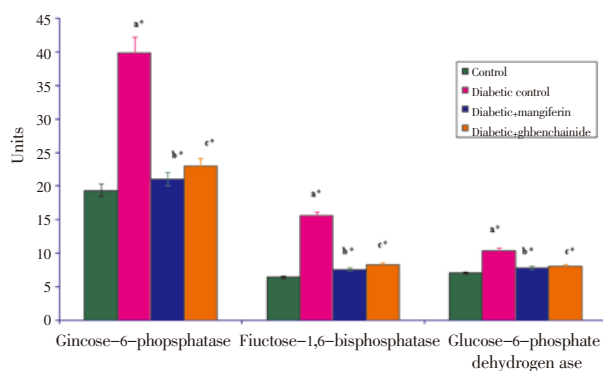 45
40
35
30
25
20
15
10
5
0
Units
a*
b*
c*
a*
b*
c*
a*
b*
c*
Control
Diabetic control
Diabetic+mangiferin
Diabetic+ghbenchainide
Gincose-6-phopsphatase
Fiuctose-1,6-bisphosphatase
Glucose-6-phosphate
dehydrogen ase